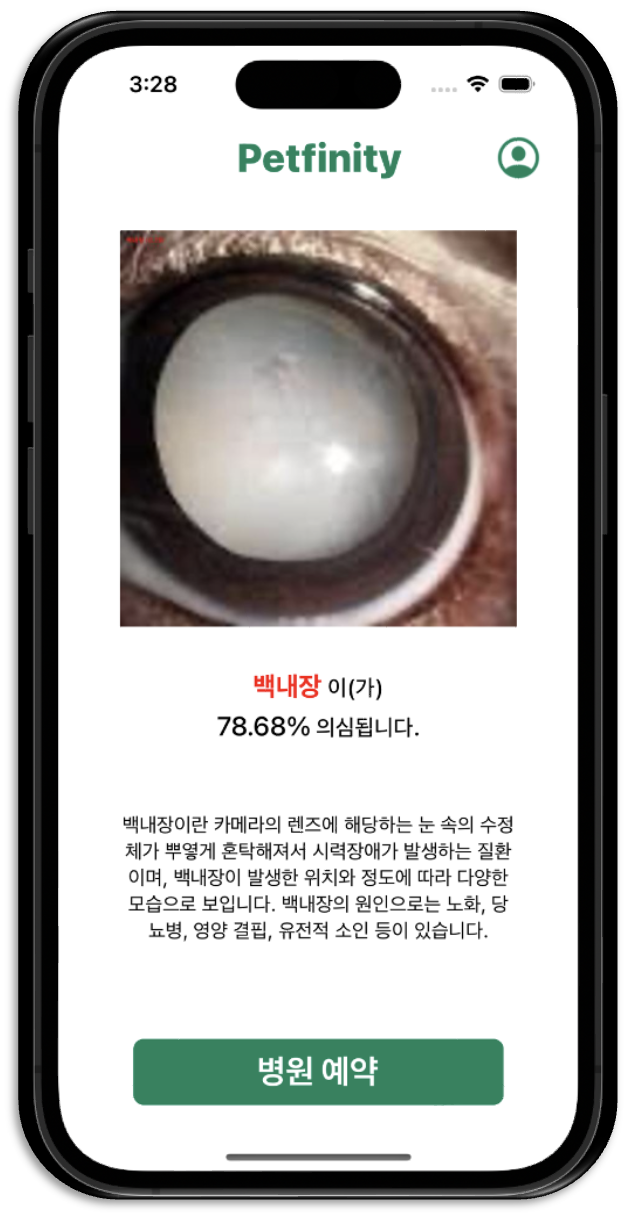 3:28
Petfinity
백내장 이(가)
78.68% 의심됩니다.
백내장이란 카메라의 렌즈에 해당하는 눈 속의 수정
체가 뿌옇게 혼탁해져서 시력장애가 발생하는 질환
이며, 백내장이 발생한 위치와 정도에 따라 다양한
모습으로 보입니다. 백내장의 원인으로는 노화, 당
뇨병, 영양 결핍, 유전적 소인 등이 있습니다.
병원 예약